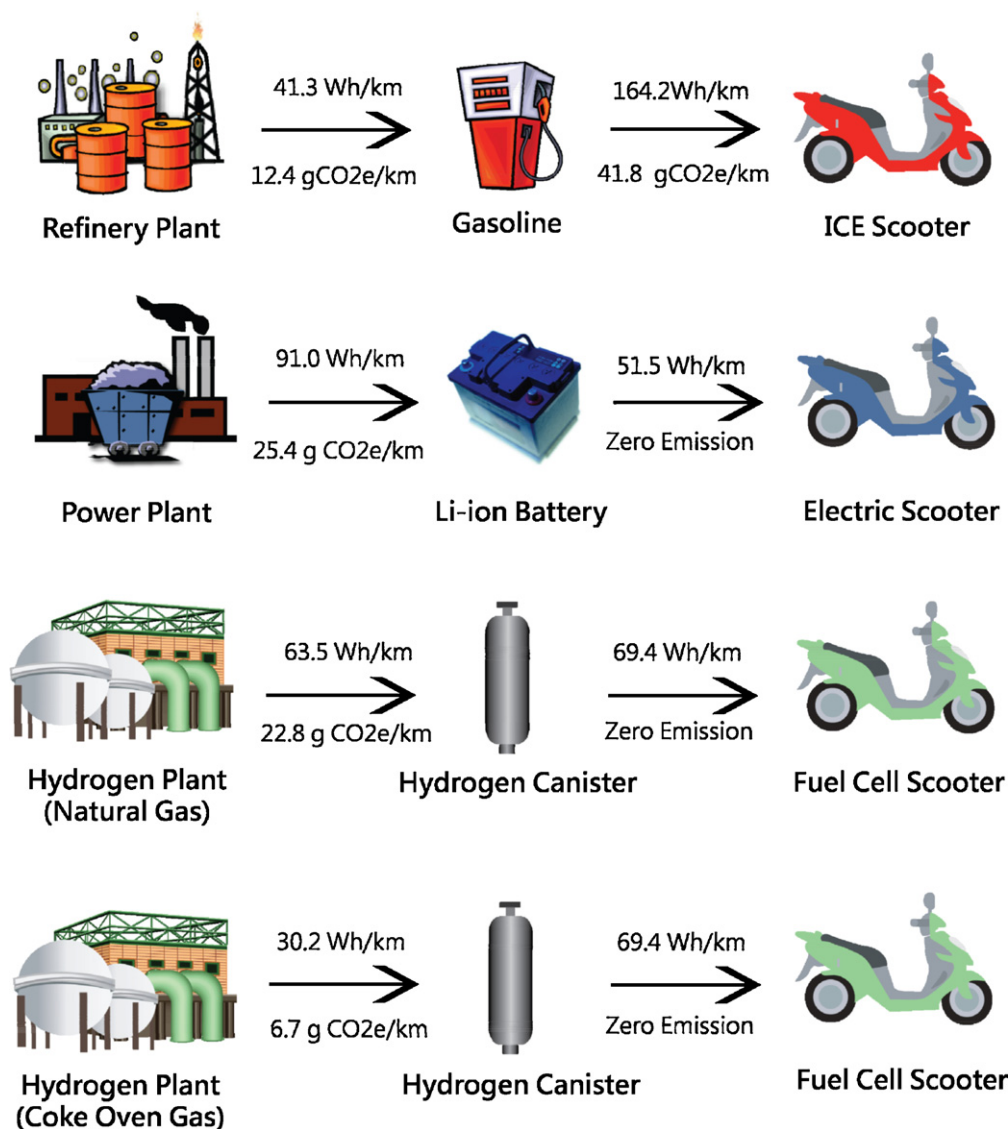 41.3 Wh/km
12.4 gCO2e/km
164.2Wh/km
41.8 gCO2e/km
Refinery Plant
Gasoline
ICE Scooter
91.0 Wh/km
25.4 g CO2e/km
51.5 Wh/km
Zero Emission
Power Plant
Li-ion Battery
Electric Scooter
63.5 Wh/km
22.8 g CO2e/km
69.4 Wh/km
Zero Emission
Hydrogen Plant
(Natural Gas)
Hydrogen Canister
Fuel Cell Scooter
30.2 Wh/km
6.7 g CO2e/km
69.4 Wh/km
Zero Emission
Hydrogen Plant
(Coke Oven Gas)
Hydrogen Canister
Fuel Cell Scooter